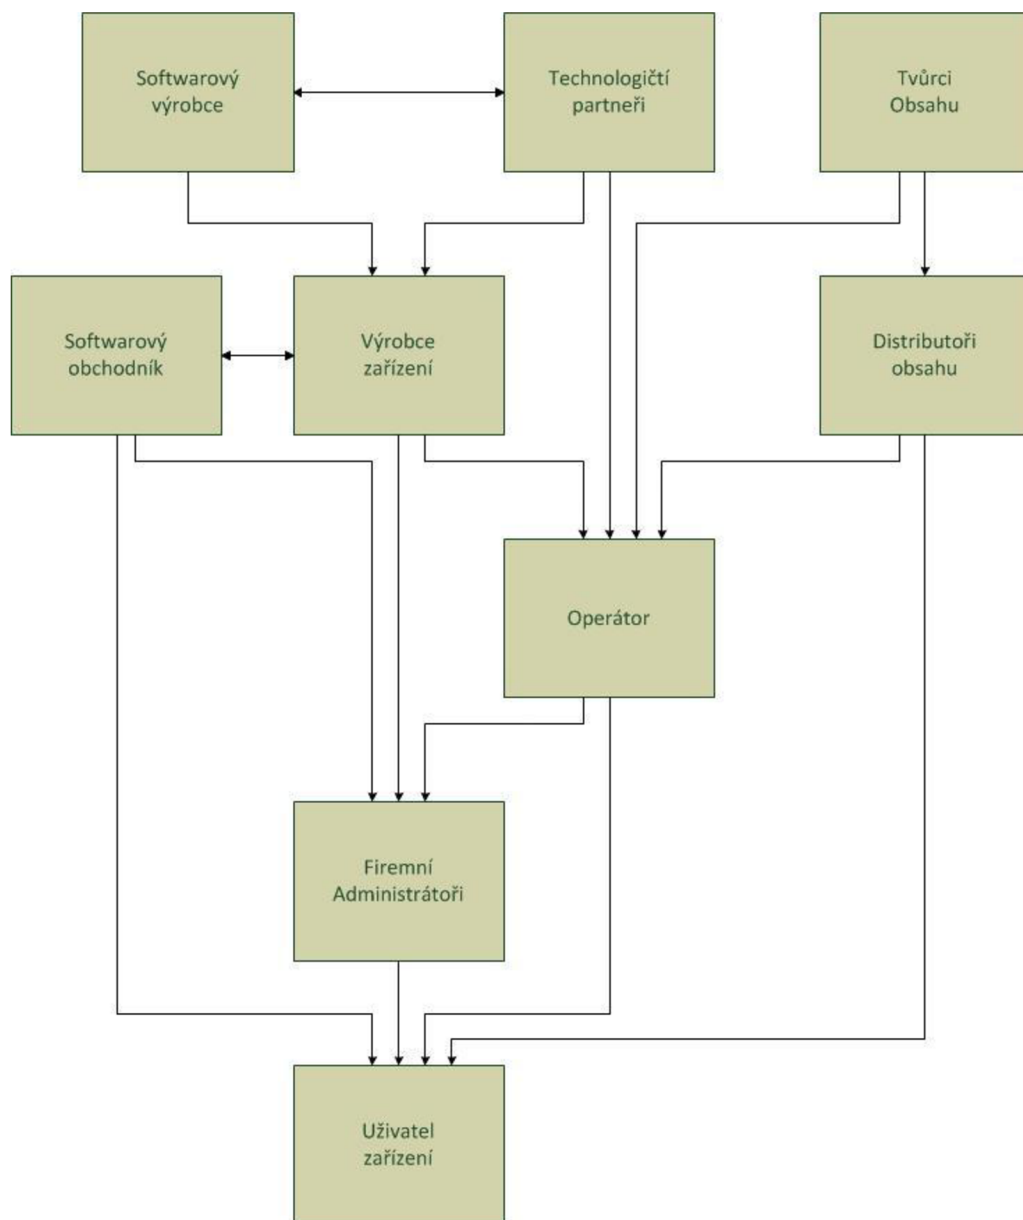 Softwarový
výrobce
Technologičtí
partneři
Tvůrci
Obsahu
Softwarový
obchodník
Výrobce
zařízení
Distributoři
obsahu
Operátor
Firemní
Administrátoři
Uživatel
zařízení